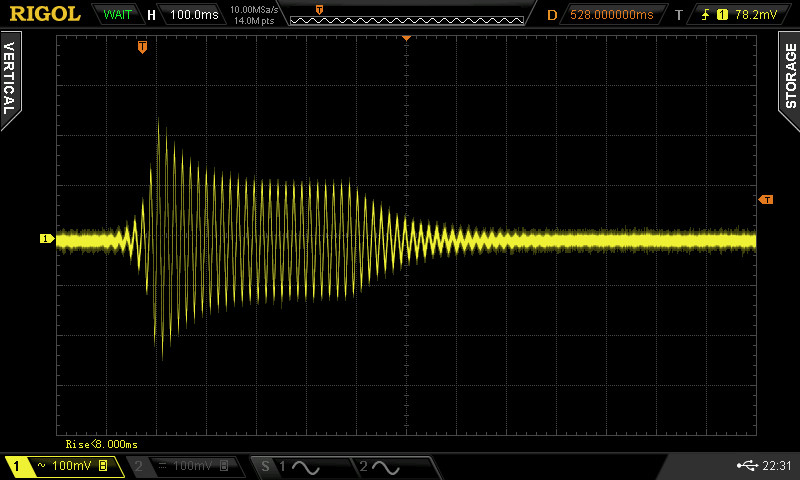 RIGOL WAIT H 100.0ms 10.00MSa/s D 528.000000ms T 1 78.2mV
14.0M pts
T
T
VERTICAL
STORAGE
T
1
Rise<8.000ms
1 ~ 100mV B 2 100mV B S 1 2 22:31